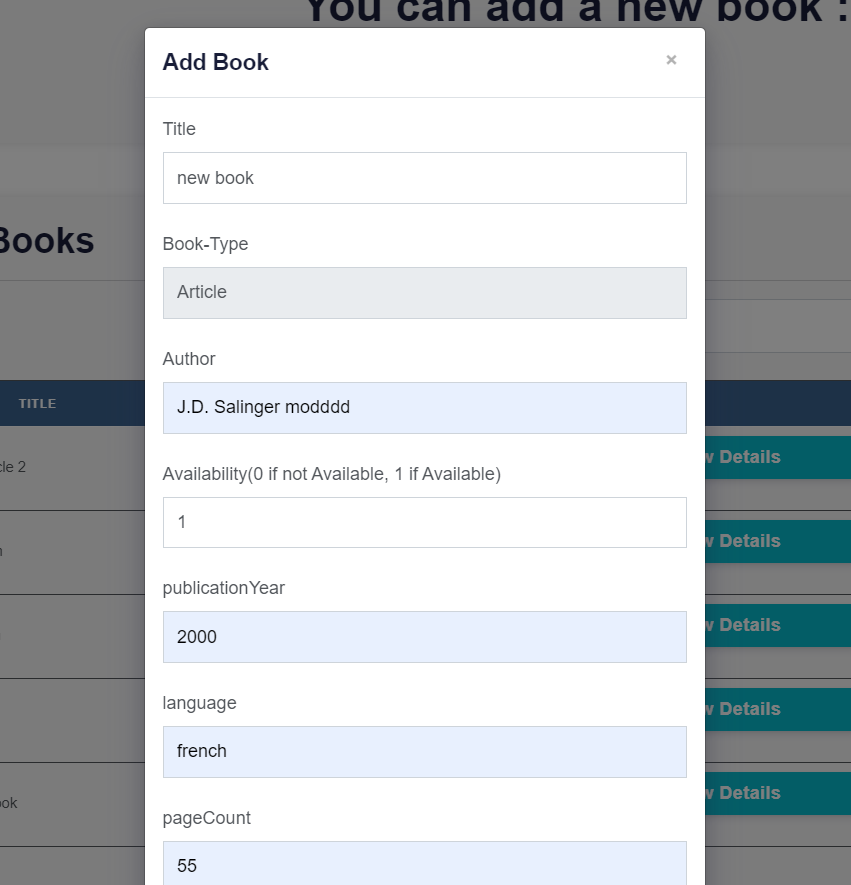 You can add a new book :
Add Book
×
Title
new book
Book-Type
Article
Books
Author
J.D. Salinger modddd
TITLE
Availability(0 if not Available, 1 if Available)
1
publicationYear
2000
language
french
pageCount
55
cle 2
w Details
w Details
w Details
w Details
ook
w Details